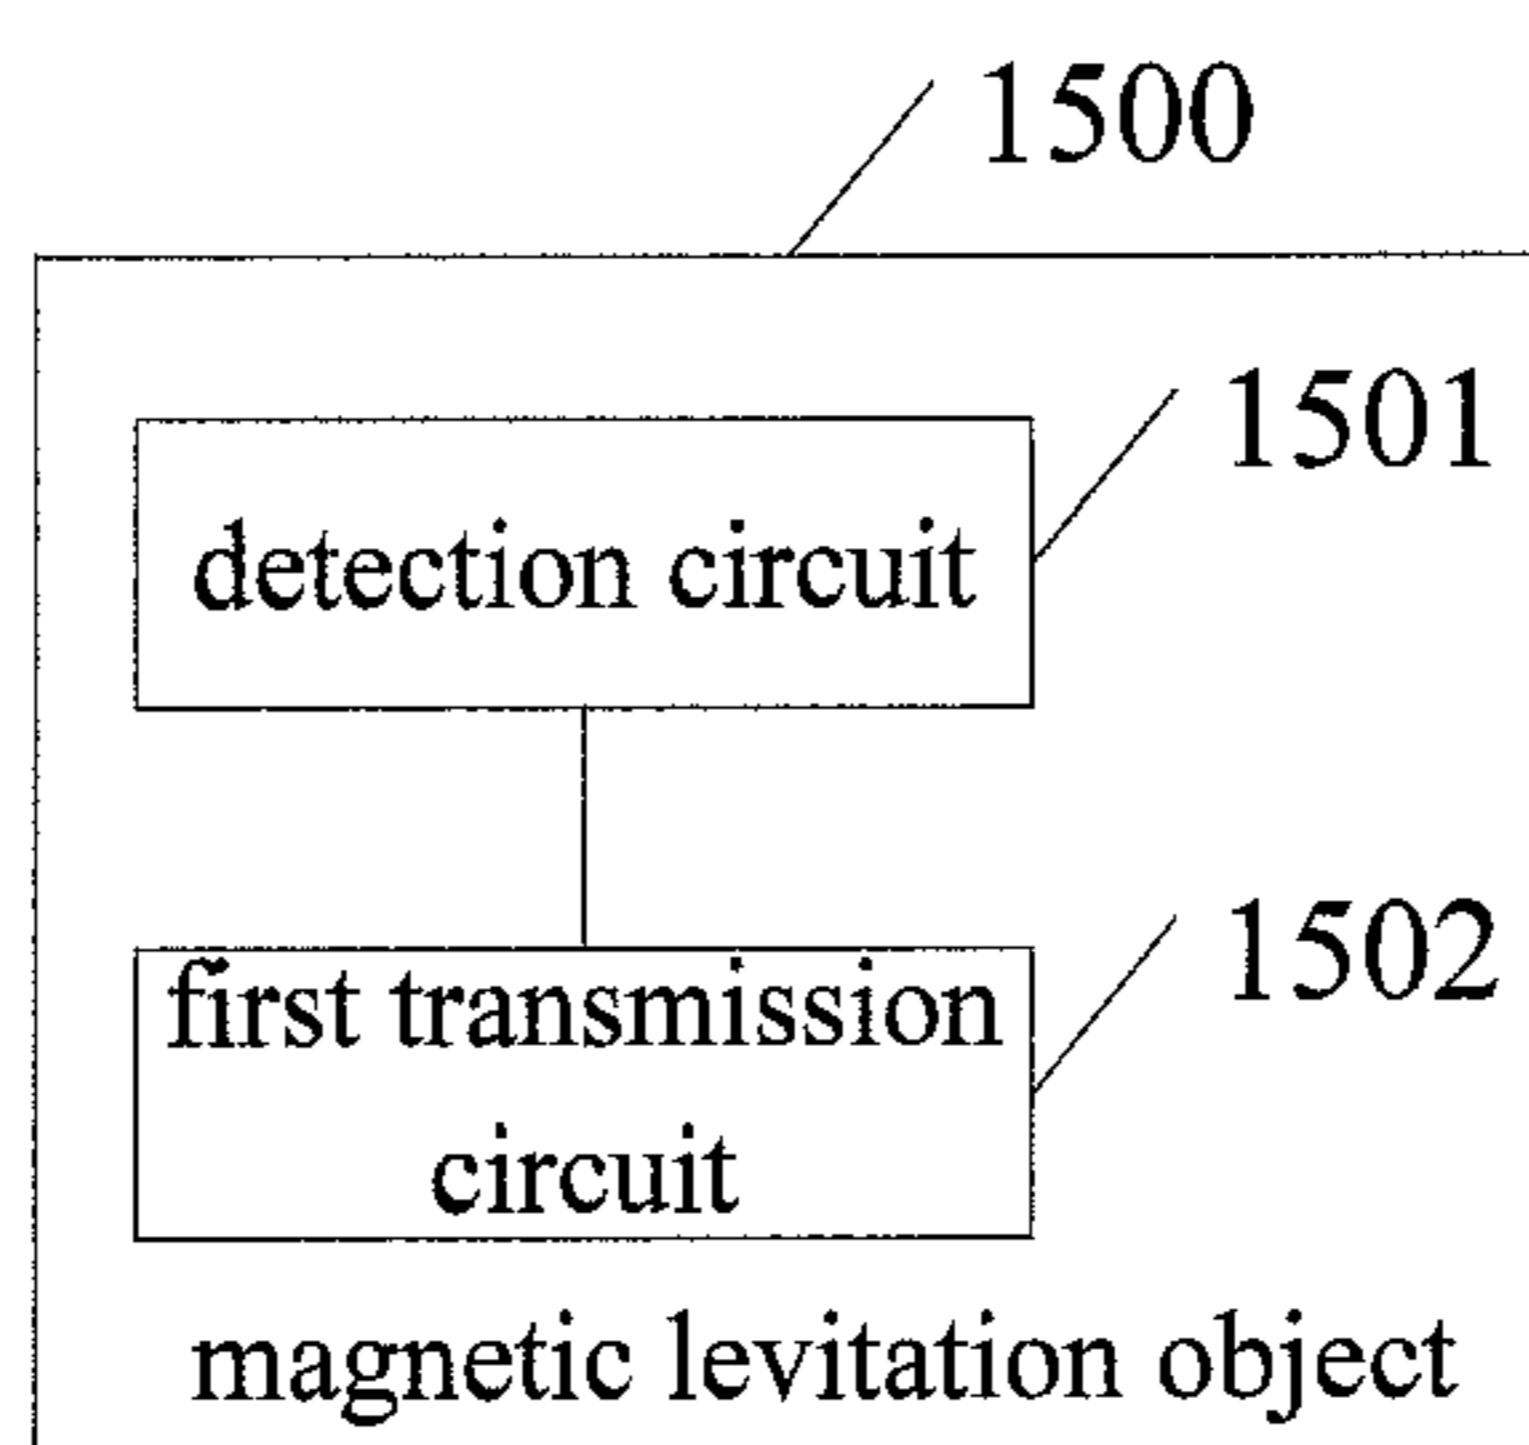 1500
1501
detection circuit
1502
first transmission
circuit
magnetic levitation object